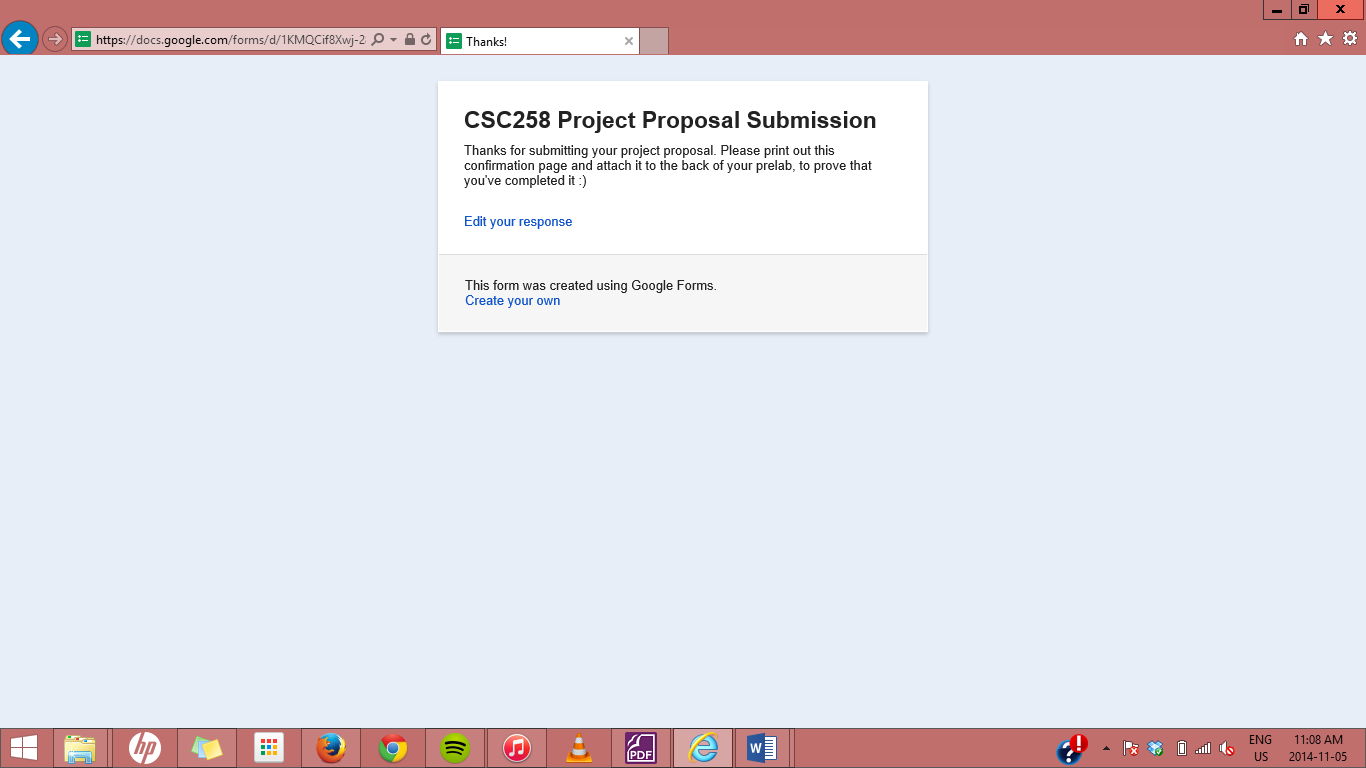 https://docs.google.com/forms/d/1KMQCif8Xwj-2
Thanks!
CSC258 Project Proposal Submission
Thanks for submitting your project proposal. Please print out this
confirmation page and attach it to the back of your prelab, to prove that
you've completed it :)
Edit your response
This form was created using Google Forms.
Create your own
hp
PDF
W
ENG
US
11:08 AM
2014-11-05